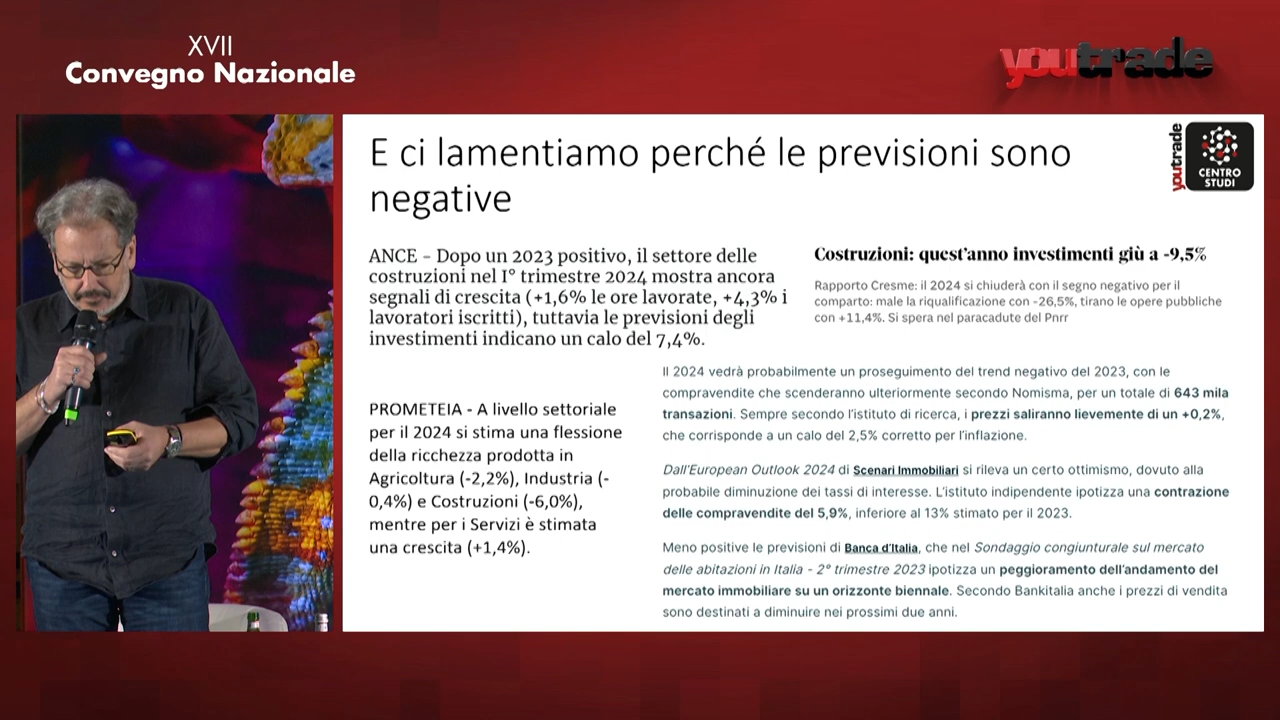 XVII
Convegno Nazionale
youtrade
E ci lamentiamo perché le previsioni sono
negative
youtrade
CENTRO
STUDI
ANCE – Dopo un 2023 positivo, il settore delle
costruzioni nel I° trimestre 2024 mostra ancora
segnali di crescita (+1,6% le ore lavorate, +4,3% i
lavoratori iscritti), tuttavia le previsioni degli
investimenti indicano un calo del 7,4%.
Costruzioni: quest'anno investimenti giù a -9,5%
Rapporto Cresme: il 2024 si chiuderà con il segno negativo per il
comparto: male la riqualificazione con -26,5%, tirano le opere pubbliche
con +11,4%. Si spera nel paracadute del Pnrr
PROMETEIA - A livello settoriale
per il 2024 si stima una flessione
della ricchezza prodotta in
Agricoltura (-2,2%), Industria (-
0,4%) e Costruzioni (-6,0%),
mentre per i Servizi è stimata
una crescita (+1,4%).
Il 2024 vedrà probabilmente un proseguimento del trend negativo del 2023, con le
compravendite che scenderanno ulteriormente secondo Nomisma, per un totale di 643 mila
transazioni. Sempre secondo l'istituto di ricerca, i prezzi saliranno lievemente di un +0,2%,
che corrisponde a un calo del 2,5% corretto per l'inflazione.
Dall'European Outlook 2024 di Scenari Immobiliari si rileva un certo ottimismo, dovuto alla
probabile diminuzione dei tassi di interesse. L'istituto indipendente ipotizza una contrazione
delle compravendite del 5,9%, inferiore al 13% stimato per il 2023.
Meno positive le previsioni di Banca d'Italia, che nel Sondaggio congiunturale sul mercato
delle abitazioni in Italia - 2° trimestre 2023 ipotizza un peggioramento dell'andamento del
mercato immobiliare su un orizzonte biennale. Secondo Bankitalia anche i prezzi di vendita
sono destinati a diminuire nei prossimi due anni.